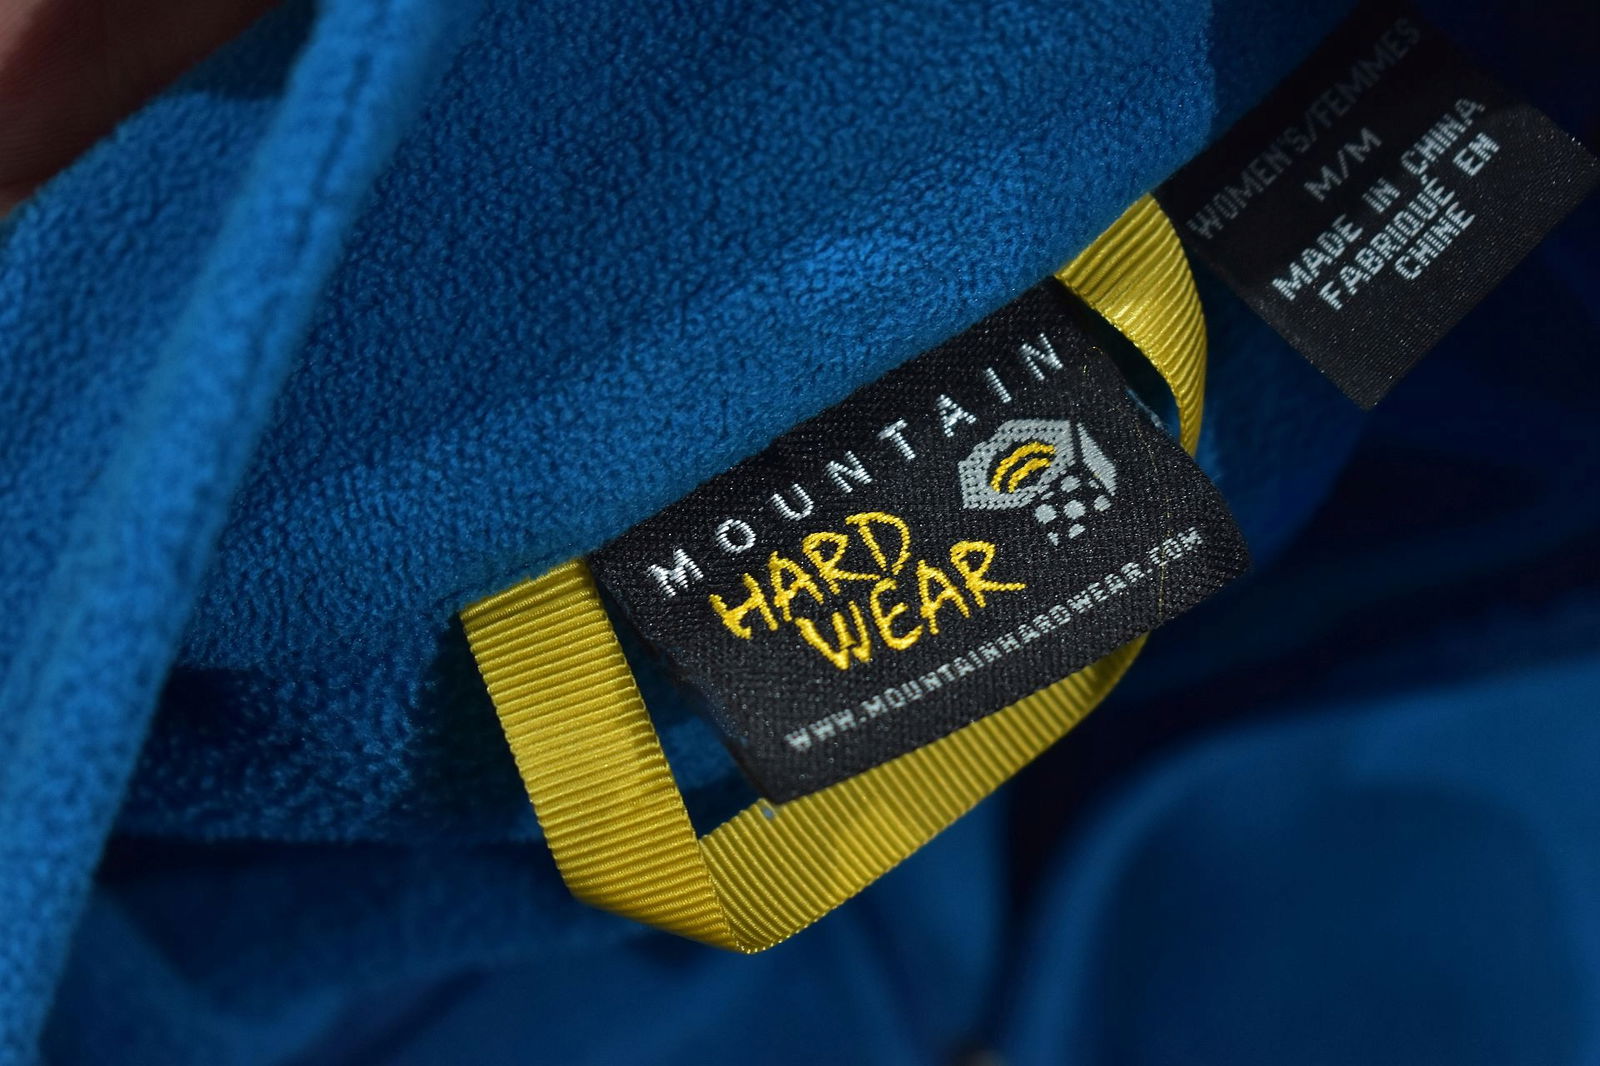 MOUNTAIN
HARD
WEAR
WWW.MOUNTAINHARDWEAR.COM
WOMEN'S/FEMMES
M/M
MADE IN CHINA
FABRIQUÉ EN
CHINE